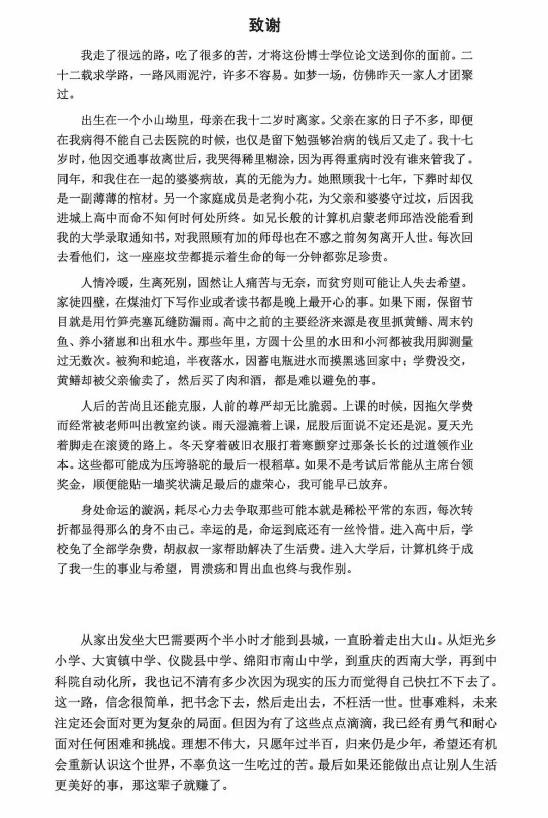 致谢
我走了很远的路，吃了很多的苦，才将这份博士学位论文送到你的面前。二
十二载求学路，一路风雨泥泞，许多不容易。如梦一场，仿佛昨天一家人才团聚
过。
出生在一个小山坳里，母亲在我十二岁时离家。父亲在家的日子不多，即便
在我病得不能自己去医院的时候，也仅是留下勉强够治病的钱后又走了。我十七
岁时，他因交通事故离世后，我哭得稀里糊涂，因为再得重病时没有谁来管我了。
同年，和我住在一起的婆婆病故，真的无能为力。她照顾我十七年，下葬时却仅
是一副薄薄的棺材。另一个家庭成员是老狗小花，为父亲和婆婆守过坟，后因我
进城上高中而命不知何时何处所终。如兄长般的计算机启蒙老师邱浩没能看到
我的大学录取通知书，对我照顾有加的师母也在不惑之前匆匆离开人世。每次回
去看他们，这一座座坟茔都提示着生命的每一分钟都弥足珍贵。
人情冷暖，生离死别，固然让人痛苦与无奈，而贫穷则可能让人失去希望。
家徒四壁，在煤油灯下写作业或者读书都是晚上最开心的事。如果下雨，保留节
目就是用竹笋壳塞瓦缝防漏雨。高中之前的主要经济来源是夜里抓黄鳝、周末钓
鱼、养小猪崽和出租水牛。那些年里，方圆十公里的水田和小河都被我用脚测量
过无数次。被狗和蛇追，半夜落水，因蓄电瓶进水而摸黑逃回家中；学费没交，
黄鳝却被父亲偷卖了，然后买了肉和酒，都是难以避免的事。
人后的苦尚且还能克服，人前的尊严却无比脆弱。上课的时候，因拖欠学费
而经常被老师叫出教室约谈。雨天湿漉着上课，屁股后面说不定还是泥。夏天光
着脚走在滚烫的路上。冬天穿着破旧衣服打着寒颤穿过那条长长的过道领作业
本。这些都可能成为压垮骆驼的最后一根稻草。如果不是考试后常能从主席台领
奖金，顺便能贴一墙奖状满足最后的虚荣心，我可能早已放弃。
身处命运的漩涡，耗尽心力去争取那些可能本就是稀松平常的东西，每次转
折都显得那么的身不由己。幸运的是，命运到底还有一丝怜惜。进入高中后，学
校免了全部学杂费，胡叔叔一家帮助解决了生活费。进入大学后，计算机终于成
了我一生的事业与希望，胃溃疡和胃出血也终与我作别。
从家出发坐大巴需要两个半小时才能到县城，一直盼着走出大山。从炬光乡
小学、大寅镇中学、仪陇县中学、绵阳市南山中学，到重庆的西南大学，再到中
科院自动化所，我也记不清有多少次因为现实的压力而觉得自己快扛不下去了。
这一路，信念很简单，把书念下去，然后走出去，不枉活一世。世事难料，未来
注定还会面对更为复杂的局面。但因为有了这些点点滴滴，我已经有勇气和耐心
面对任何困难和挑战。理想不伟大，只愿年过半百，归来仍是少年，希望还有机
会重新认识这个世界，不辜负这一生吃过的苦。最后如果还能做出点让别人生活
更美好的事，那这辈子就赚了。